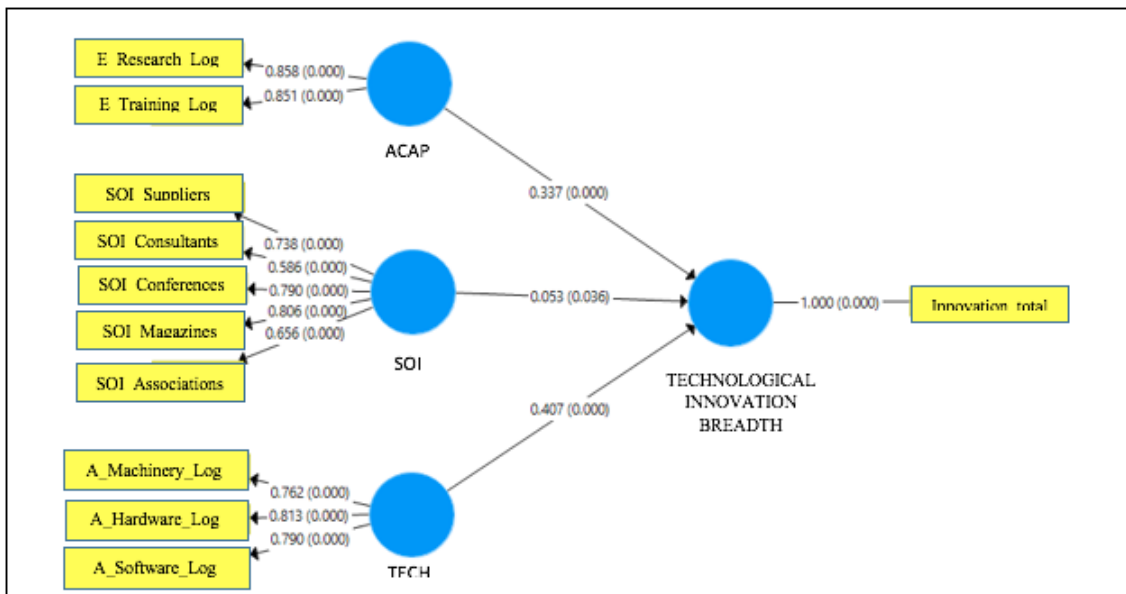 E_Research_Log
0.858 (0.000)
E_Training_Log
0.851 (0.000)
ACAP
0.337 (0.000)
SOI_Suppliers
0.738 (0.000)
SOI_Consultants
0.586 (0.000)
SOI_Conferences
0.790 (0.000)
SOI_Magazines
0.806 (0.000)
SOI_Associations
0.656 (0.000)
SOI
0.053 (0.036)
1.000 (0.000)
Innovation_total
TECHNOLOGICAL
INNOVATION
BREADTH
0.407 (0.000)
A_Machinery_Log
0.762 (0.000)
A_Hardware_Log
0.813 (0.000)
A_Software_Log
0.790 (0.000)
TECH